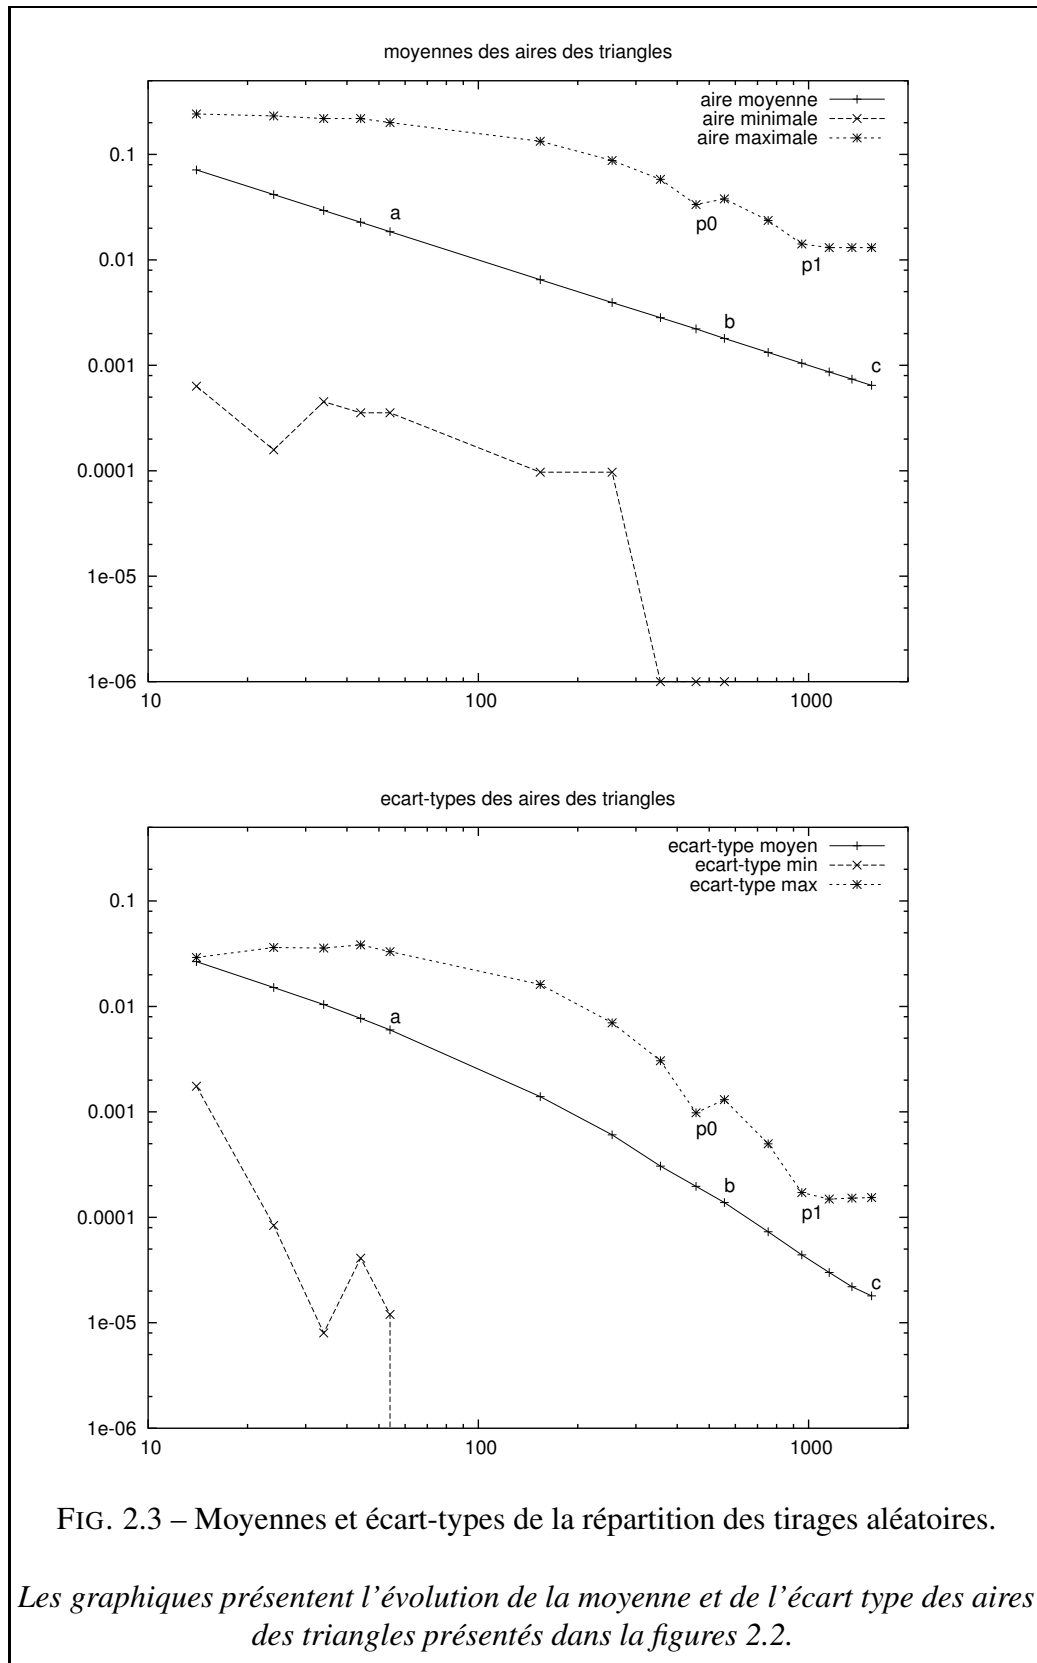 moyennes des aires des triangles
aire moyenne
aire minimale
aire maximale
0.1
0.01
0.001
0.0001
1e-05
1e-06
a
p0
p1
b
c
10
100
1000
ecart-types des aires des triangles
ecart-type moyen
ecart-type min
ecart-type max
0.1
0.01
0.001
0.0001
1e-05
1e-06
a
p0
b
p1
c
10
100
1000
FIG. 2.3 – Moyennes et écart-types de la répartition des tirages aléatoires.
Les graphiques présentent l'évolution de la moyenne et de l'écart type des aires
des triangles présentés dans la figures 2.2.